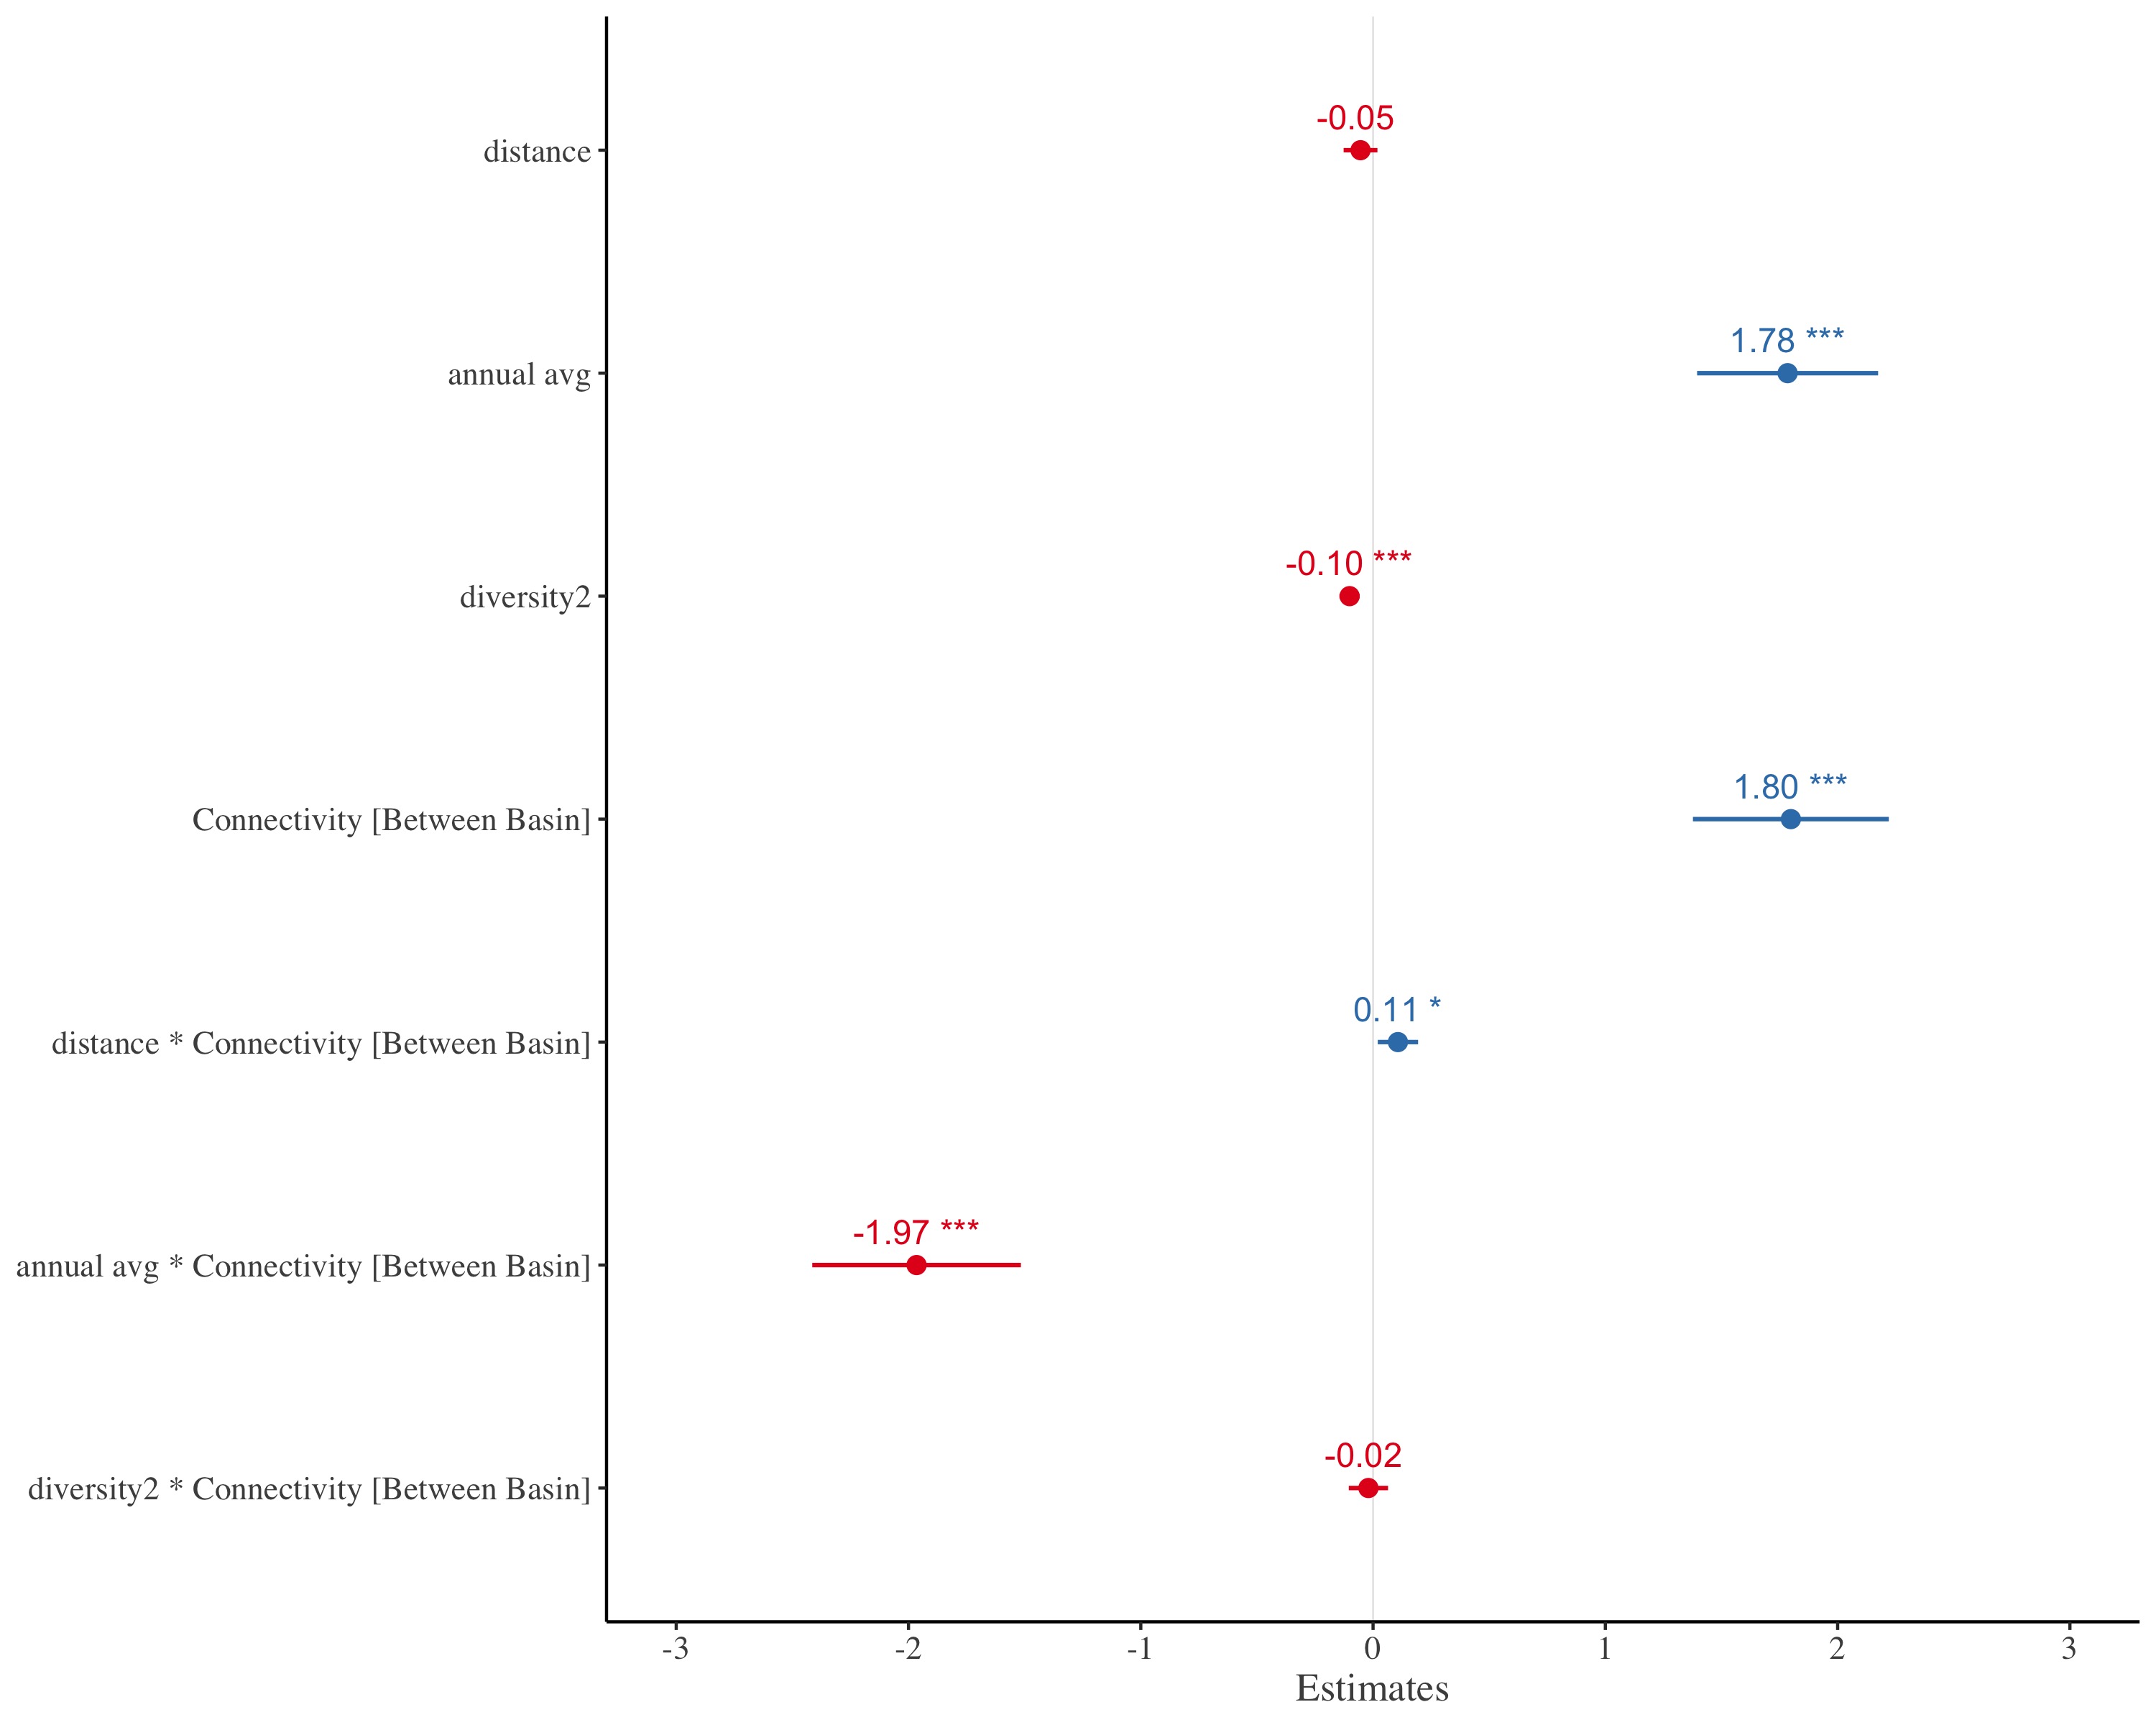 -0.05
distance
1.78 ***
annual avg
-0.10 ***
diversity2
1.80 ***
Connectivity [Between Basin]
0.11 *
distance * Connectivity [Between Basin]
-1.97 ***
annual avg * Connectivity [Between Basin]
-0.02
diversity2 * Connectivity [Between Basin]
-3 -2 -1 0 1 2 3
Estimates